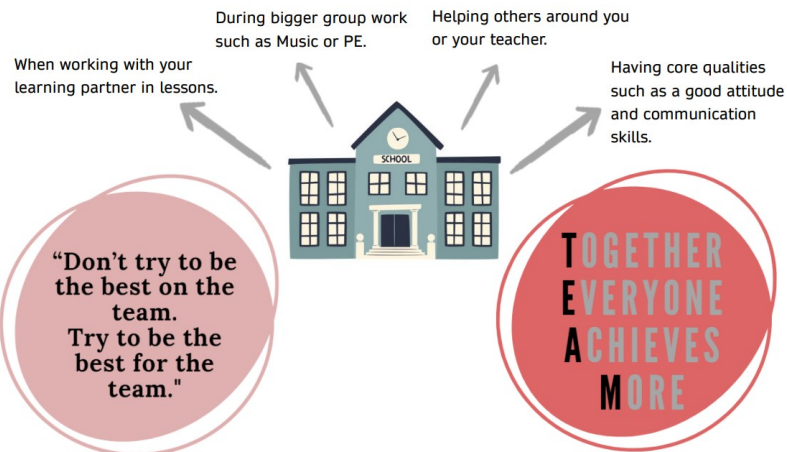 When working with your
learning partner in lessons.
During bigger group work
such as Music or PE.
Helping others around you
or your teacher.
Having core qualities
such as a good attitude
and communication
skills.
SCHOOL
“Don’t try to be
the best on the
team.
Try to be the
best for the
team."
TOGETHER
EVERYONE
ACHIEVES
MORE